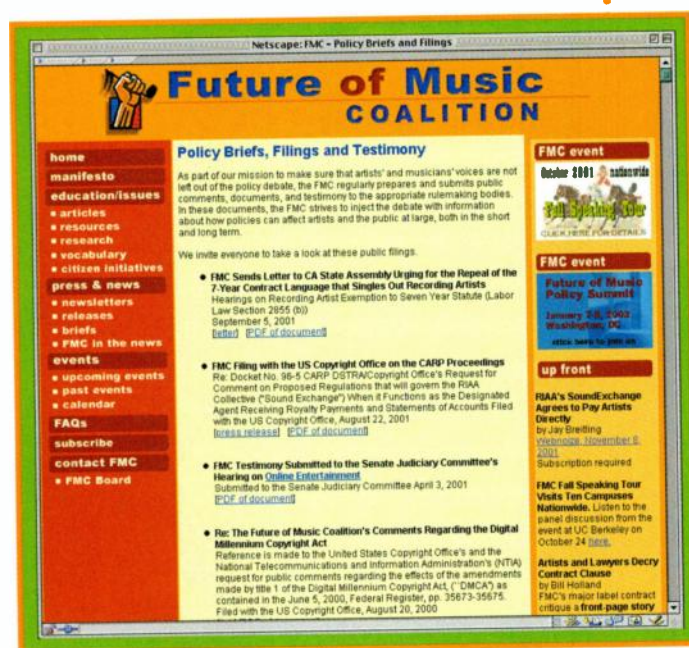 Netscape: FMC – Policy Briefs and Filings
Future of Music
COALITION
home
manifesto
education/issues
articles
resources
research
vocabulary
citizen initiatives
press & news
newsletters
releases
briefs
FMC in the news
events
upcoming events
past events
calendar
FAQs
subscribe
contact FMC
FMC Board
Policy Briefs, Filings and Testimony
As part of our mission to make sure that artists' and musicians' voices are not
left out of the policy debate, the FMC regularly prepares and submits public
comments, documents, and testimony to the appropriate rulemaking bodies.
In these documents, the FMC strives to inject the debate with information
about how policies can affect artists and the public at large, both in the short
and long term.
We invite everyone to take a look at these public filings.
FMC Sends Letter to CA State Assembly Urging for the Repeal of the
7-Year Contract Language that Singles Out Recording Artists
Hearings on Recording Artist Exemption to Seven Year Statute (Labor
Law Section 2855 (b))
September 5, 2001
[letter] [PDF of document]
FMC Filing with the US Copyright Office on the CARP Proceedings
Re: Docket No. 96-5 CARP DSTRA/Copyright Office's Request for
Comment on Proposed Regulations that will govern the RIAA
Collective ("Sound Exchange") When it Functions as the Designated
Agent Receiving Royalty Payments and Statements of Accounts Filed
with the US Copyright Office, August 22, 2001
[press release] [PDF of document]
FMC Testimony Submitted to the Senate Judiciary Committee's
Hearing on Online Entertainment
Submitted to the Senate Judiciary Committee April 3, 2001
[PDF of document]
Re: The Future of Music Coalition's Comments Regarding the Digital
Millennium Copyright Act
Reference is made to the United States Copyright Office's and the
National Telecommunications and Information Administration's (NTIA)
request for public comments regarding the effects of the amendments
made by title 1 of the Digital Millennium Copyright Act, ("DMCA") as
contained in the June 5, 2000, Federal Register, pp. 35673-35675.
Filed with the US Copyright Office, August 20, 2000
FMC event
October 2001 nationwide
Fall Speaking Tour
CLICK HERE FOR DETAILS
FMC event
Future of Music
Policy Summit
January 7-8, 2002
Washington, DC
click here to join us
up front
RIAA's SoundExchange
Agrees to Pay Artists
Directly
by Jay Breitling
Webnoize, November 8,
2001
Subscription required
FMC Fall Speaking Tour
Visits Ten Campuses
Nationwide. Listen to the
panel discussion from the
event at UC Berkeley on
October 24 here.
Artists and Lawyers Decry
Contract Clause
by Bill Holland
FMC's major label contract
critique a front-page story